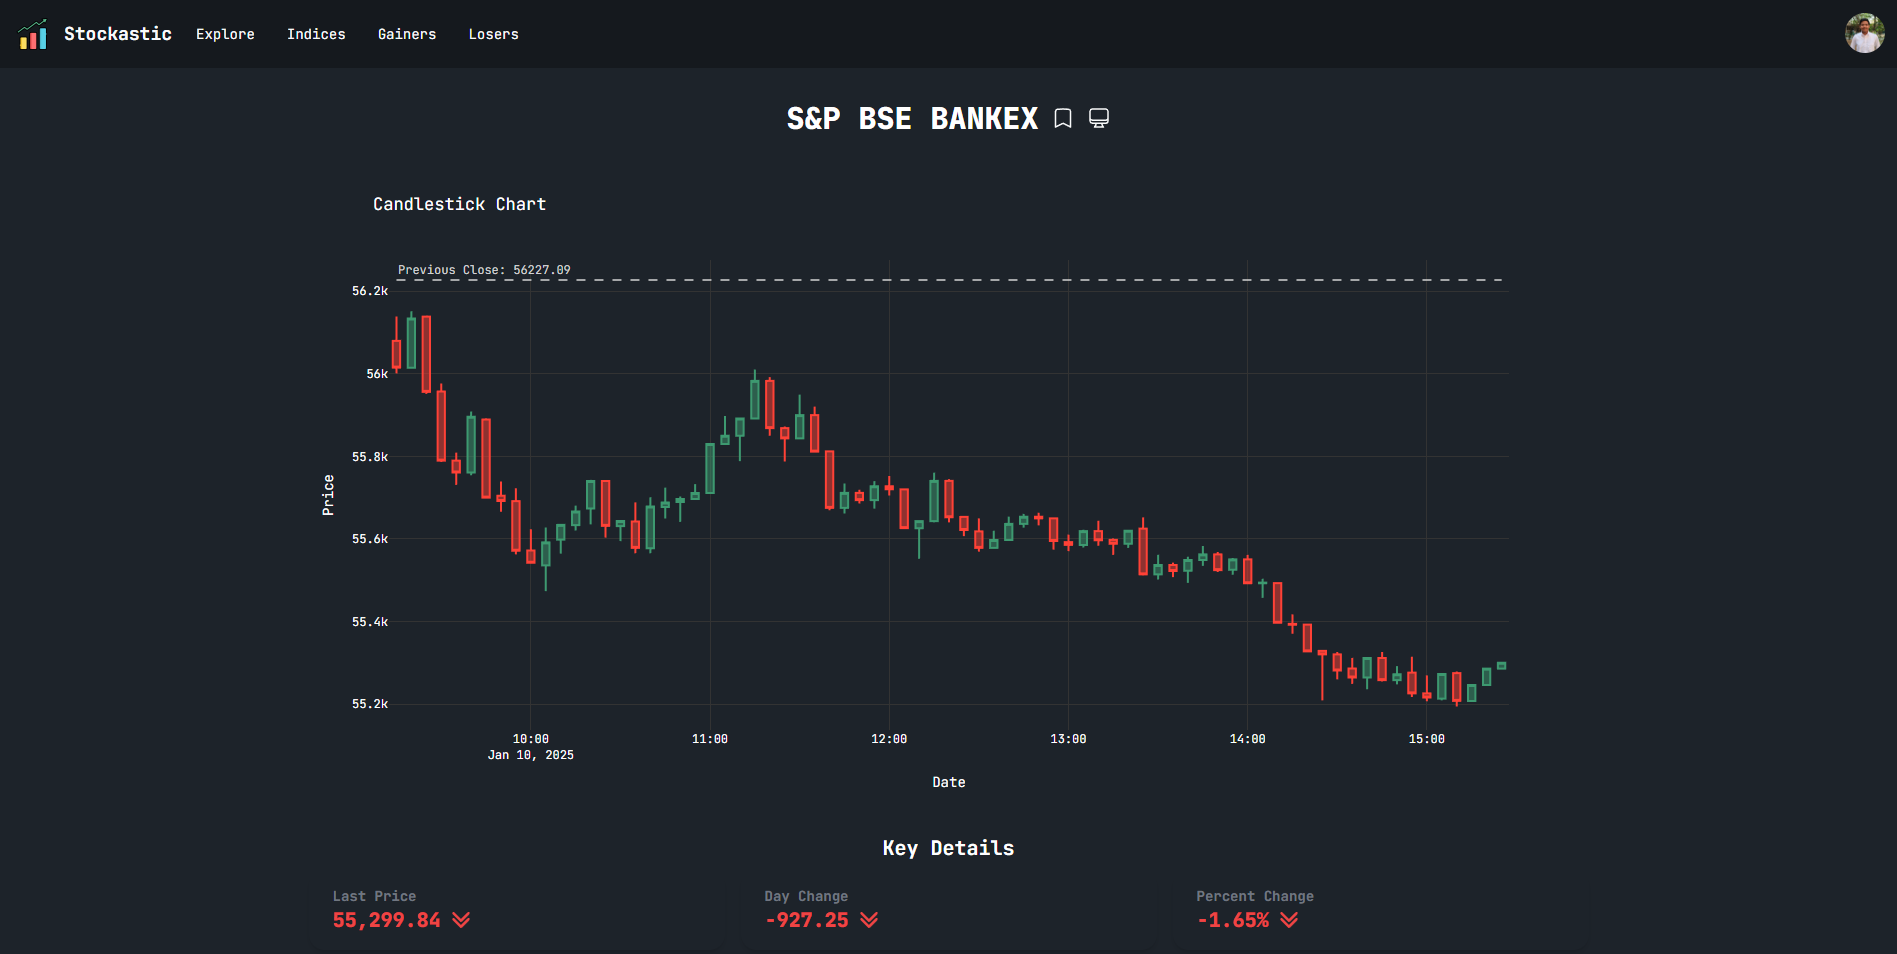 Stockastic Explore Indices Gainers Losers
S&P BSE BANKEX
Candlestick Chart
Previous Close: 56227.09
56.2k
56k
55.8k
55.6k
55.4k
55.2k
Price
10:00 11:00 12:00 13:00 14:00 15:00
Jan 10, 2025
Date
Key Details
Last Price Day Change Percent Change
55,299.84 -927.25 -1.65%